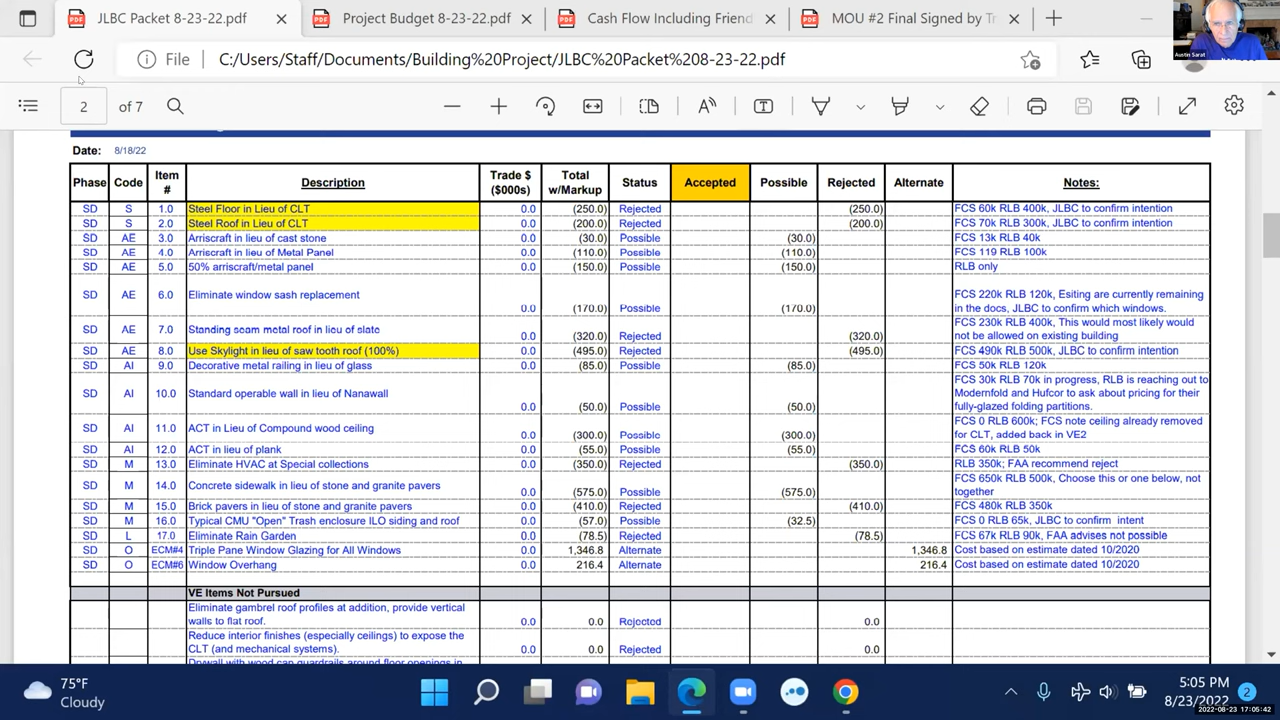 JLBC Packet 8-23-22.pdf
Project Budget 8-23-22.pdf
Cash Flow Including Friend
MOU #2 Final Signed by Tr
Austin Sarat
File C:/Users/Staff/Documents/Building%20Project/JLBC%20Packet%208-23-22.pdf
2 of 7
Date: 8/18/22
Phase Code Item # Description Trade $ ($000s) Total w/Markup Status Accepted Possible Rejected Alternate Notes:
SD S 1.0 Steel Floor in Lieu of CLT 0.0 (250.0) Rejected (250.0) FCS 60k RLB 400k, JLBC to confirm intention
SD S 2.0 Steel Roof in Lieu of CLT 0.0 (200.0) Rejected (200.0) FCS 70k RLB 300k, JLBC to confirm intention
SD AE 3.0 Arriscraft in lieu of cast stone 0.0 (30.0) Possible (30.0) FCS 13k RLB 40k
SD AE 4.0 Arriscraft in lieu of Metal Panel 0.0 (110.0) Possible (110.0) FCS 119 RLB 100k
SD AE 5.0 50% arriscraft/metal panel 0.0 (150.0) Possible (150.0) RLB only
SD AE 6.0 Eliminate window sash replacement 0.0 (170.0) Possible (170.0) FCS 220k RLB 120k, Esiting are currently remaining
in the docs, JLBC to confirm which windows.
SD AE 7.0 Standing seam metal roof in lieu of slate 0.0 (320.0) Rejected (320.0) FCS 230k RLB 400k, This would most likely would
not be allowed on existing building
SD AE 8.0 Use Skylight in lieu of saw tooth roof (100%) 0.0 (495.0) Rejected (495.0) FCS 490k RLB 500k, JLBC to confirm intention
SD AI 9.0 Decorative metal railing in lieu of glass 0.0 (85.0) Possible (85.0) FCS 50k RLB 120k
SD AI 10.0 Standard operable wall in lieu of Nanawall 0.0 (50.0) Possible (50.0) FCS 30k RLB 70k in progress, RLB is reaching out to
Modernfold and Hufcor to ask about pricing for their
fully-glazed folding partitions.
SD AI 11.0 ACT in Lieu of Compound wood ceiling 0.0 (300.0) Possible (300.0) FCS 0 RLB 600k; FCS note ceiling already removed
for CLT, added back in VE2
SD AI 12.0 ACT in lieu of plank 0.0 (55.0) Possible (55.0) FCS 60k RLB 50k
SD M 13.0 Eliminate HVAC at Special collections 0.0 (350.0) Rejected (350.0) RLB 350k; FAA recommend reject
SD M 14.0 Concrete sidewalk in lieu of stone and granite pavers 0.0 (575.0) Possible (575.0) FCS 650k RLB 500k, Choose this or one below, not
together
SD M 15.0 Brick pavers in lieu of stone and granite pavers 0.0 (410.0) Rejected (410.0) FCS 480k RLB 350k
SD M 16.0 Typical CMU "Open" Trash enclosure ILO siding and roof 0.0 (57.0) Possible (32.5) FCS 0 RLB 65k, JLBC to confirm intent
SD L 17.0 Eliminate Rain Garden 0.0 (78.5) Rejected (78.5) FCS 67k RLB 90k, FAA advises not possible
SD O ECM#4 Triple Pane Window Glazing for All Windows 0.0 1,346.8 Alternate 1,346.8 Cost based on estimate dated 10/2020
SD O ECM#6 Window Overhang 0.0 216.4 Alternate 216.4 Cost based on estimate dated 10/2020
VE Items Not Pursued
Eliminate gambrel roof profiles at addition, provide vertical
walls to flat roof. 0.0 0.0 Rejected 0.0
Reduce interior finishes (especially ceilings) to expose the
CLT (and mechanical systems). 0.0 0.0 Rejected 0.0
Drywall with wood cap guardrails around floor openings in
75°F
Cloudy
5:05 PM
8/23/2022
2
2022-08-23 17:05:42